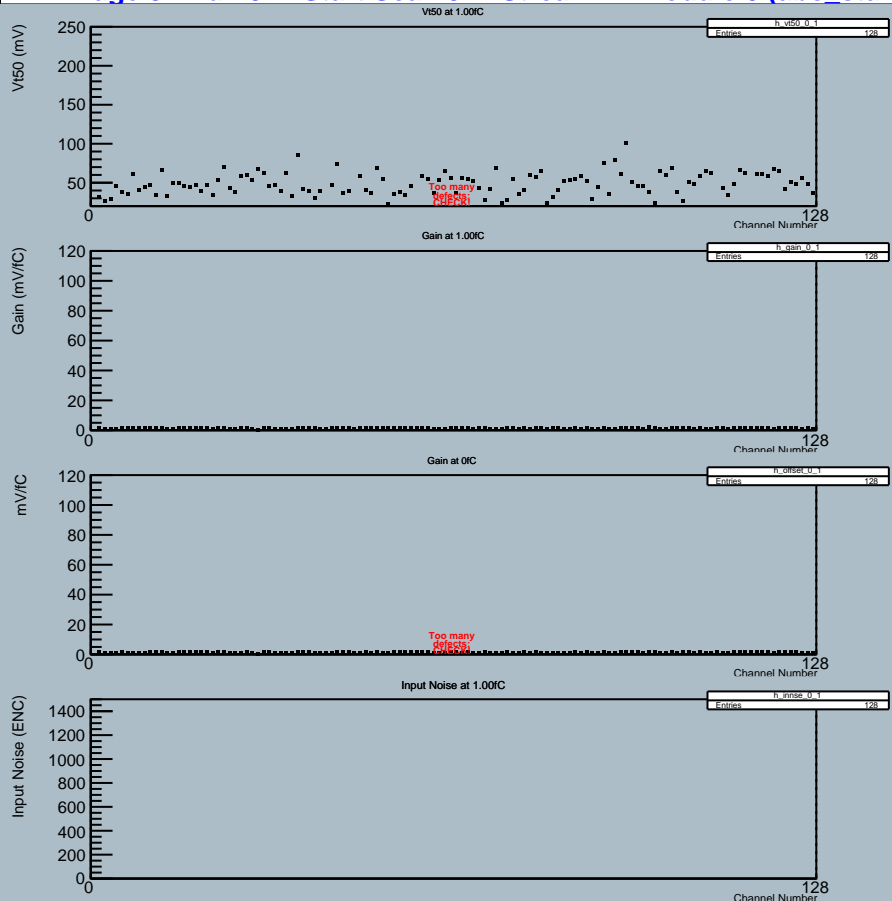 Vt50 at 1.00fC
h_vt50_0_1
Entries 128
Vt50 (mV)
250
200
150
100
50
Too many
defects:
CHECK!
0
128
Channel Number
Gain at 1.00fC
h_gain_0_1
Entries 128
Gain (mV/fC)
120
100
80
60
40
20
0
0
128
Channel Number
Gain at 0fC
h_offset_0_1
Entries 128
mV/fC
120
100
80
60
40
20
0
Too many
defects:
CHECK!
0
128
Channel Number
Input Noise at 1.00fC
h_innse_0_1
Entries 128
Input Noise (ENC)
1400
1200
1000
800
600
400
200
0
0
128
Channel Number